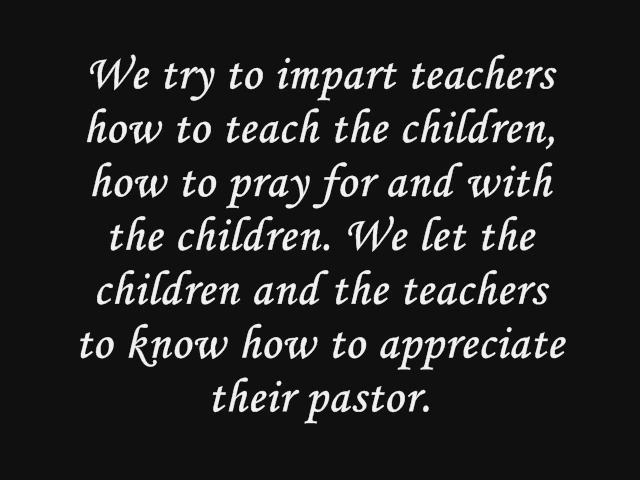 We try to impart teachers
how to teach the children,
how to pray for and with
the children. We let the
children and the teachers
to know how to appreciate
their pastor.